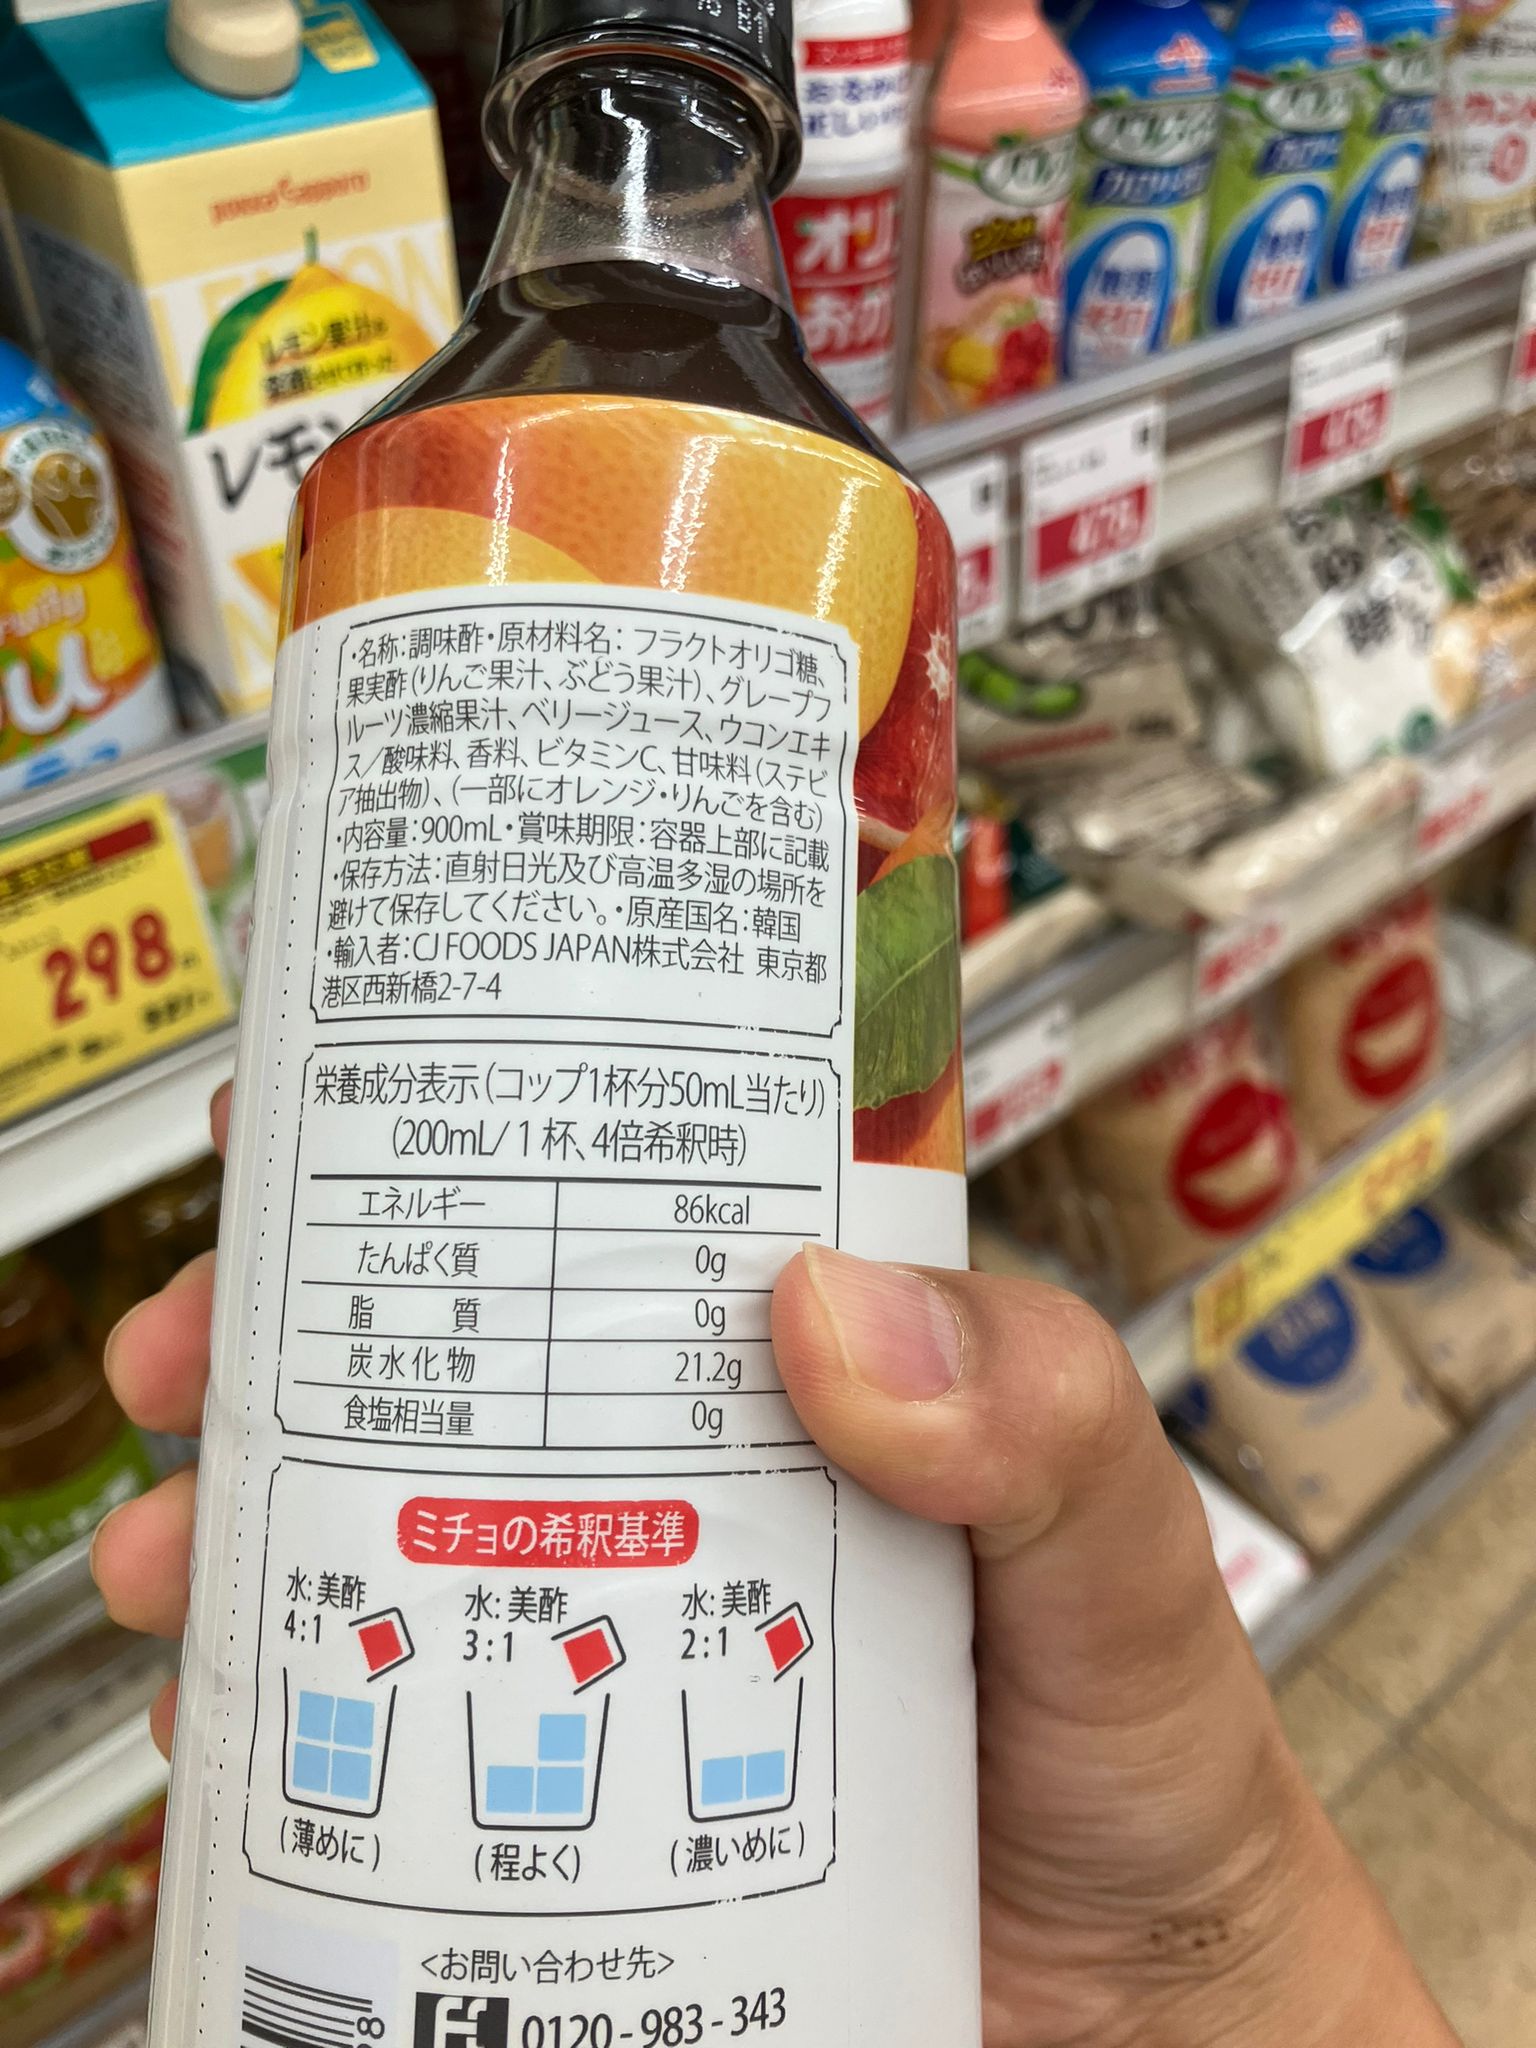 ・名称：調味酢・原材料名：フラクトオリゴ糖、
果実酢(りんご果汁、ぶどう果汁)、グレープフ
ルーツ濃縮果汁、ベリージュース、ウコンエキ
ス/酸味料、香料、ビタミンC、甘味料(ステビ
ア抽出物)、(一部にオレンジ・りんごを含む)
・内容量：900mL・賞味期限：容器上部に記載
・保存方法：直射日光及び高温多湿の場所を
避けて保存してください。・原産国名：韓国
・輸入者：CJ FOODS JAPAN株式会社 東京都
港区西新橋2-7-4
栄養成分表示(コップ1杯分50mL当たり)
(200mL/1杯、4倍希釈時)
エネルギー 86kcal
たんぱく質 0g
脂質 0g
炭水化物 21.2g
食塩相当量 0g
ミチョの希釈基準
水:美酢 水:美酢 水:美酢
4:1 3:1 2:1
(薄めに) (程よく) (濃いめに)
<お問い合わせ先>
0120-983-343
レモン果汁を
レモ
オリ
298
478